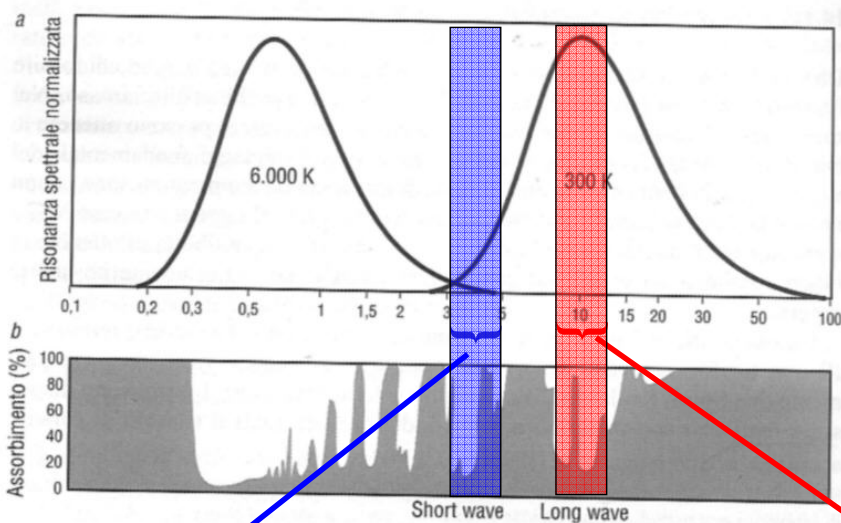 a
Risonanza spettrale normalizzata
6.000 K
300 K
0,1 0,2 0,3 0,5 1 1,5 2 3 5 10 15 20 30 50 100
b
Assorbimento (%)
100
80
60
40
20
0
Short wave Long wave